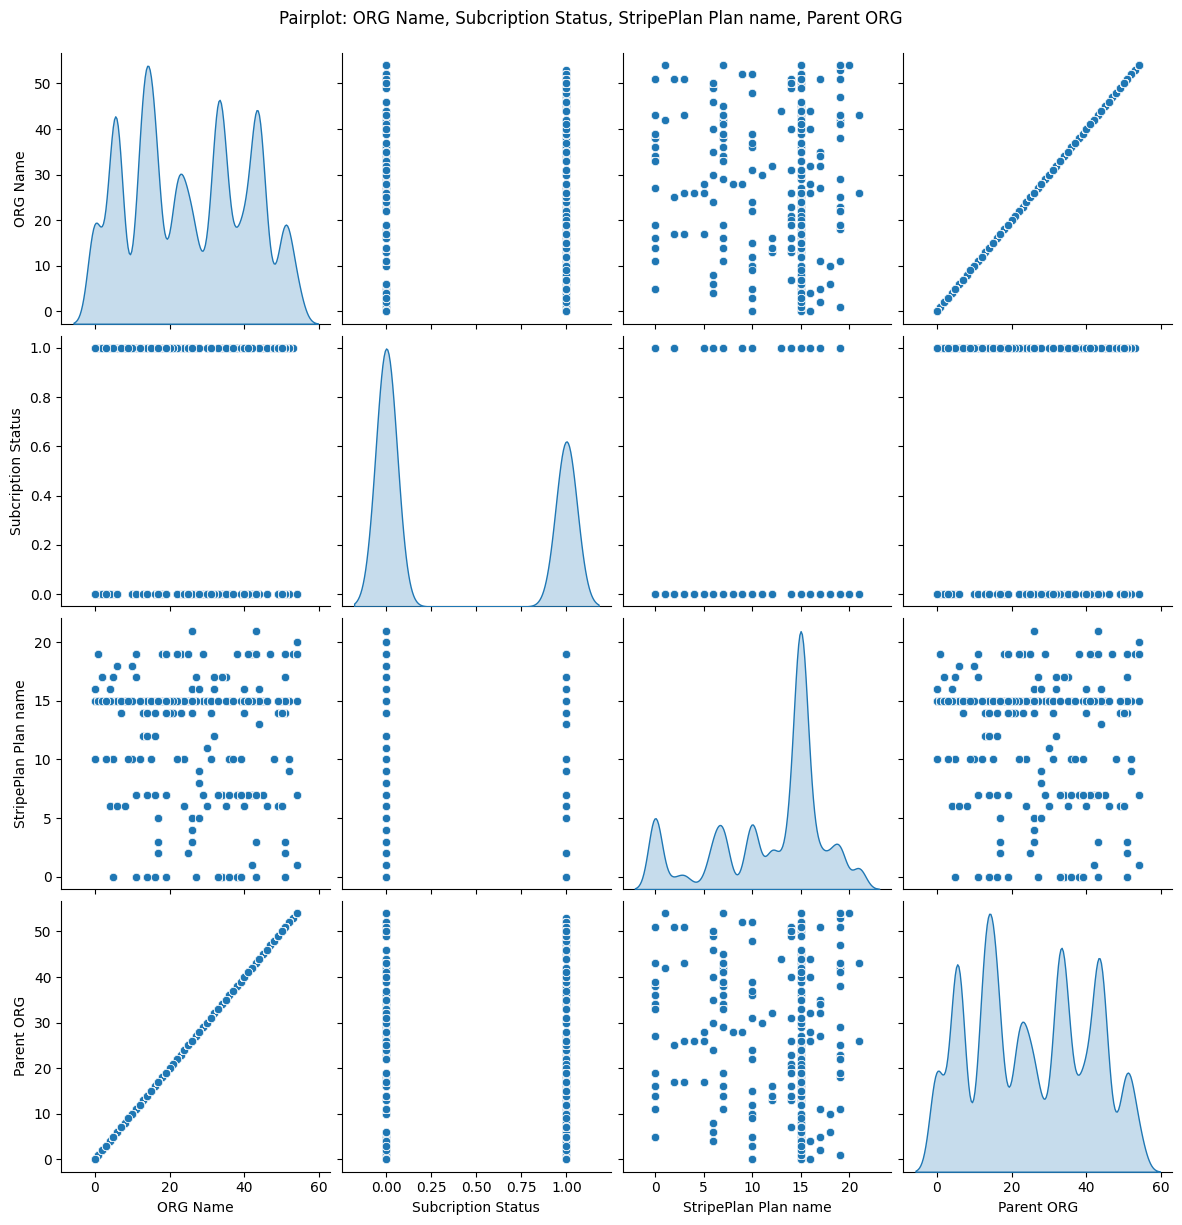 Pairplot: ORG Name, Subcription Status, StripePlan Plan name, Parent ORG
50
40
30
20
10
0
ORG Name
1.0
0.8
0.6
0.4
0.2
0.0
Subcription Status
20
15
10
5
0
StripePlan Plan name
50
40
30
20
10
0
Parent ORG
0 20 40 60
0.00 0.25 0.50 0.75 1.00
0 5 10 15 20
0 20 40 60
ORG Name
Subcription Status
StripePlan Plan name
Parent ORG